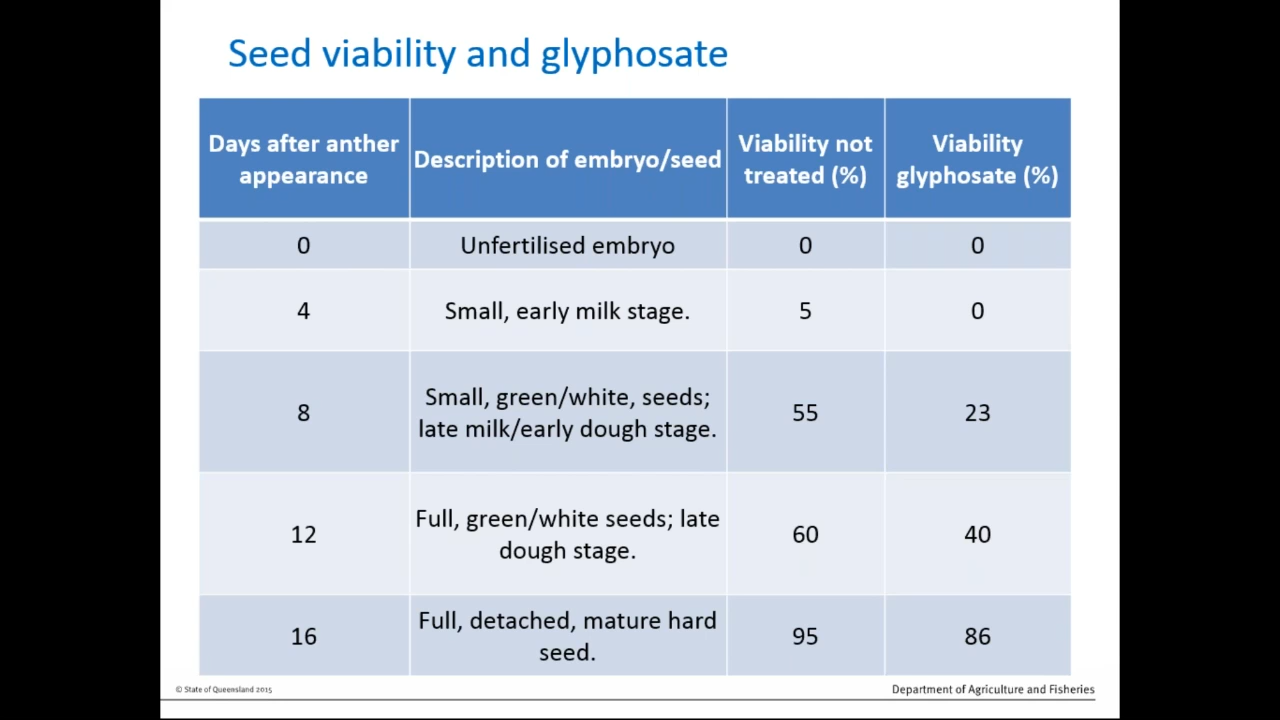 Seed viability and glyphosate
Days after anther
appearance
Description of embryo/seed
Viability not
treated (%)
Viability
glyphosate (%)
0
Unfertilised embryo
0
0
4
Small, early milk stage.
5
0
8
Small, green/white, seeds;
late milk/early dough stage.
55
23
12
Full, green/white seeds; late
dough stage.
60
40
16
Full, detached, mature hard
seed.
95
86
© State of Queensland 2015
Department of Agriculture and Fisheries